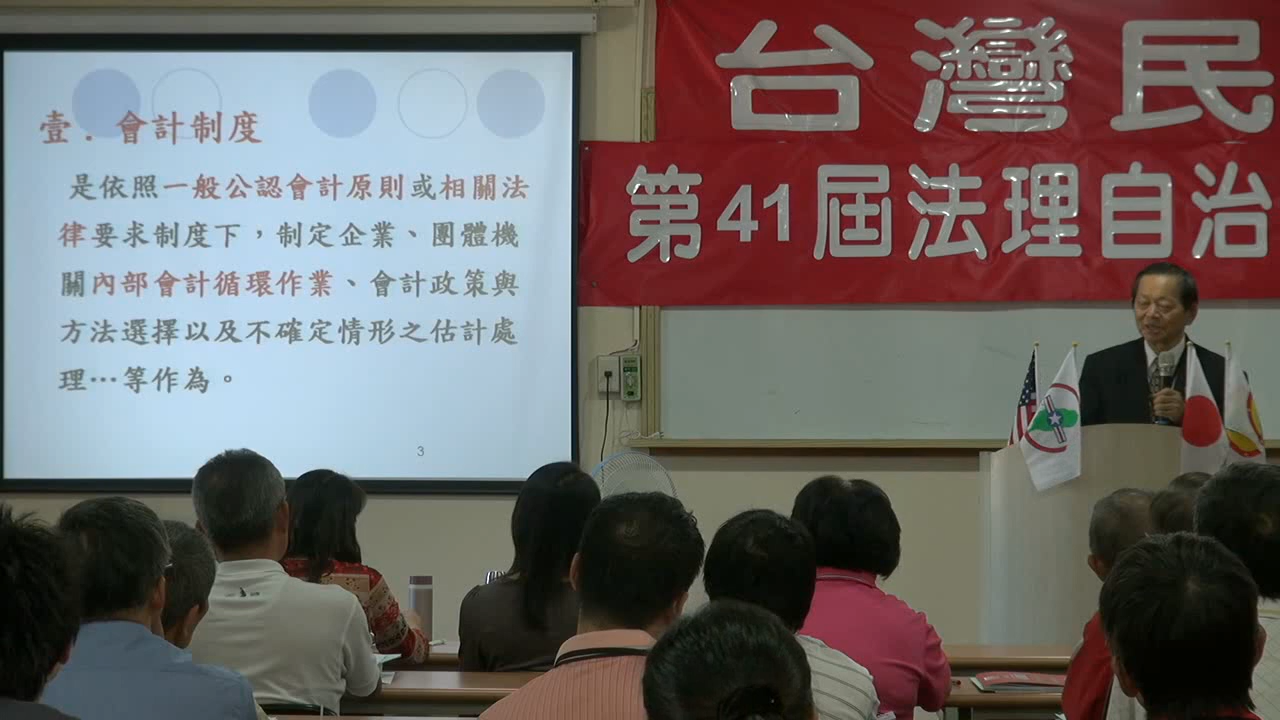 壹．會計制度
是依照一般公認會計原則或相關法
律要求制度下，制定企業、團體機
關內部會計循環作業、會計政策與
方法選擇以及不確定情形之估計處
理…等作為。
3
台灣民
第41屆法理自治